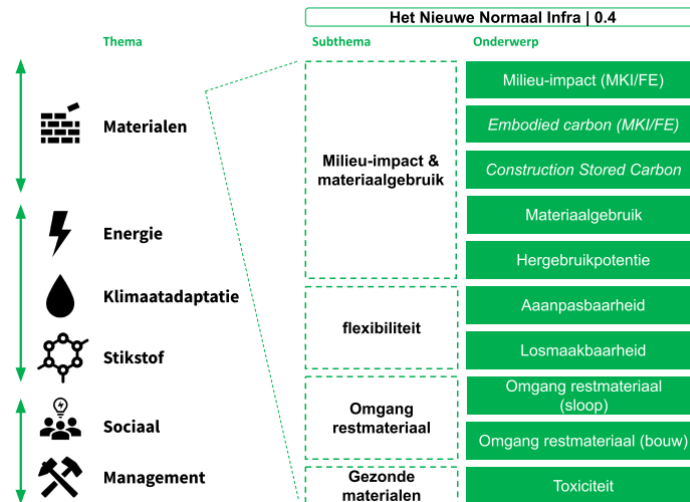 Het Nieuwe Normaal Infra | 0.4
Thema
Subthema
Onderwerp
Materialen
Energie
Klimaatadaptatie
Stikstof
Sociaal
Management
Milieu-impact &
materiaalgebruik
flexibiliteit
Omgang
restmateriaal
Gezonde
materialen
Milieu-impact (MKI/FE)
Embodied carbon (MKI/FE)
Construction Stored Carbon
Materiaalgebruik
Hergebruikpotentie
Aaanpasbaarheid
Losmaakbaarheid
Omgang restmateriaal
(sloop)
Omgang restmateriaal (bouw)
Toxiciteit